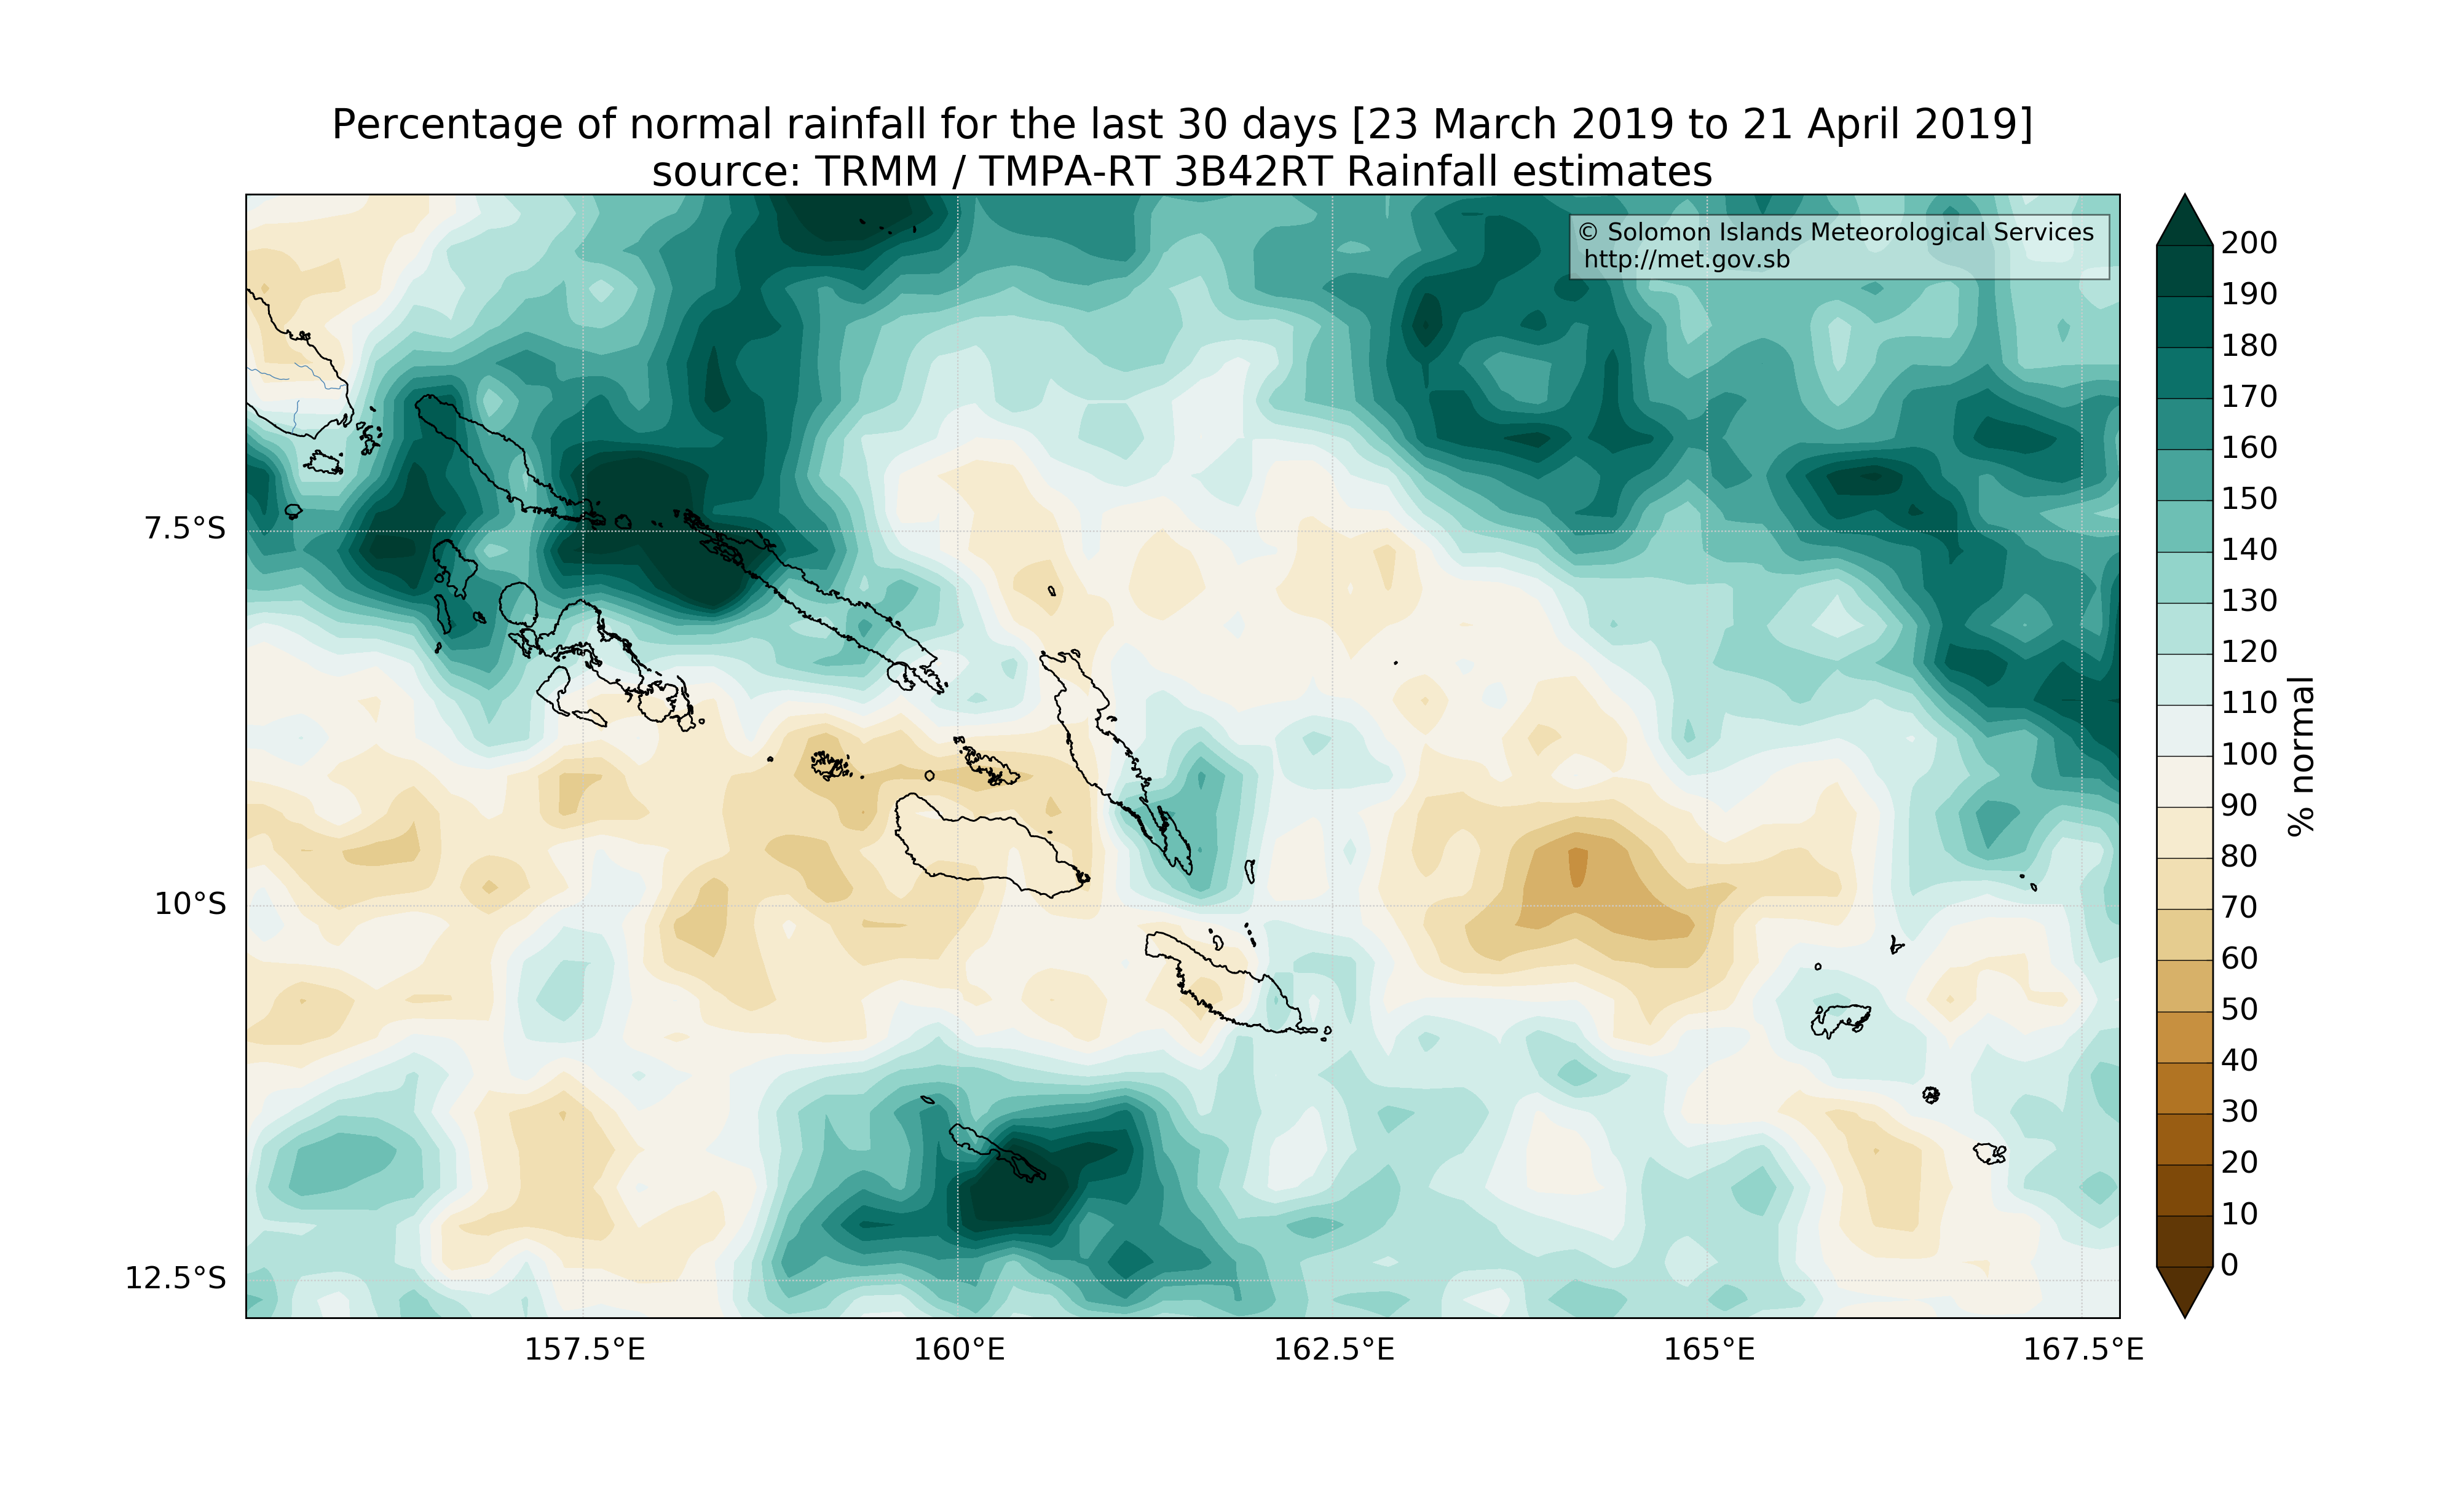 Percentage of normal rainfall for the last 30 days [23 March 2019 to 21 April 2019]
source: TRMM / TMPA-RT 3B42RT Rainfall estimates
© Solomon Islands Meteorological Services
http://met.gov.sb
7.5°S
10°S
12.5°S
157.5°E
160°E
162.5°E
165°E
167.5°E
200
190
180
170
160
150
140
130
120
110
100
90
80
70
60
50
40
30
20
10
0
% normal